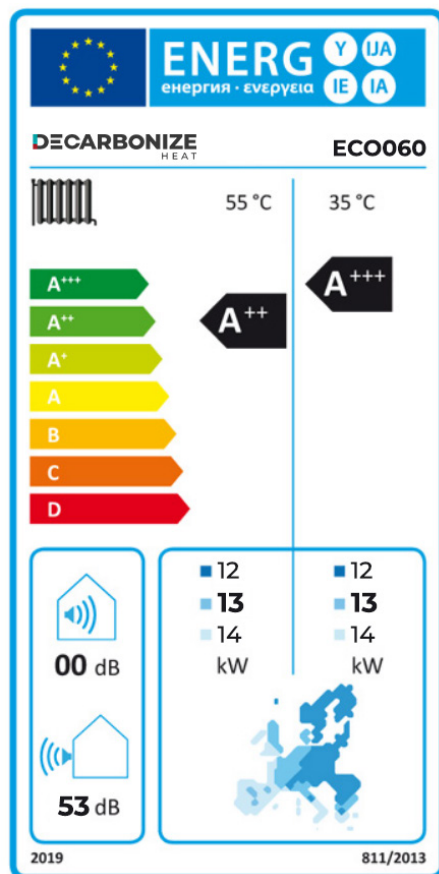 ENERG
енергия · ενεργεια
Y IJA
IE IA
DECARBONIZE
HEAT
ECO060
55 °C 35 °C
A+++
A++
A+
A
B
C
D
A++
A+++
12 12
13 13
14 14
kW kW
00 dB
53 dB
2019 811/2013